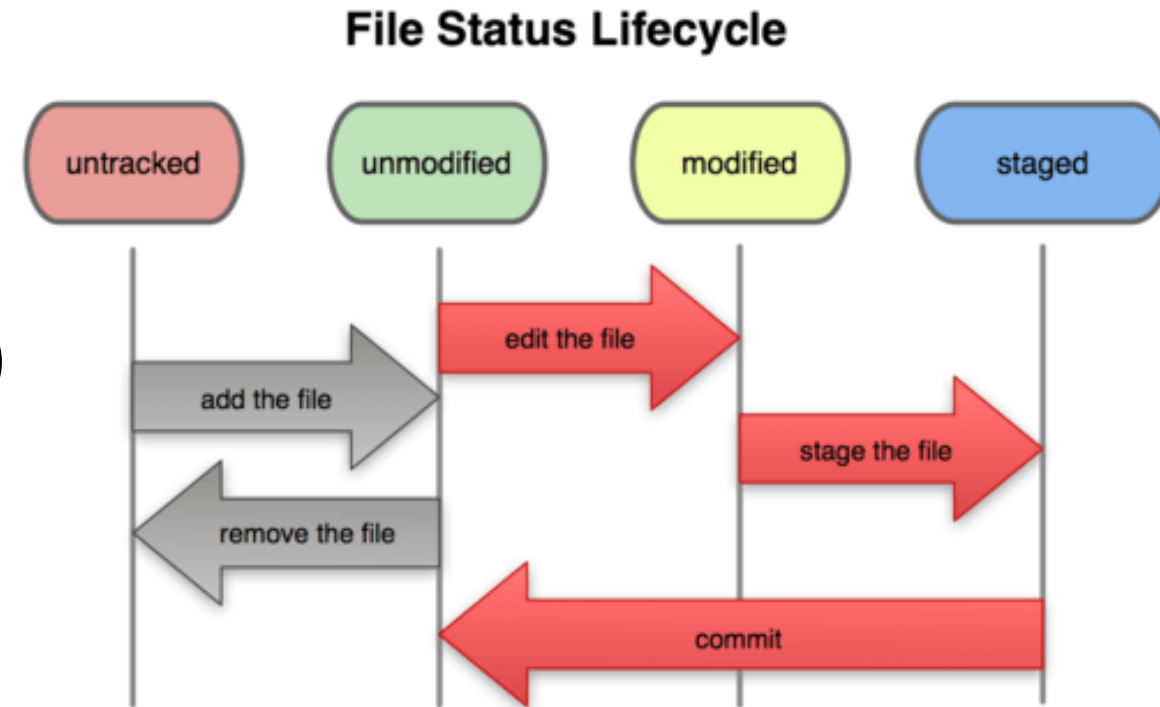 File Status Lifecycle
untracked
unmodified
modified
staged
edit the file
add the file
stage the file
remove the file
commit
)